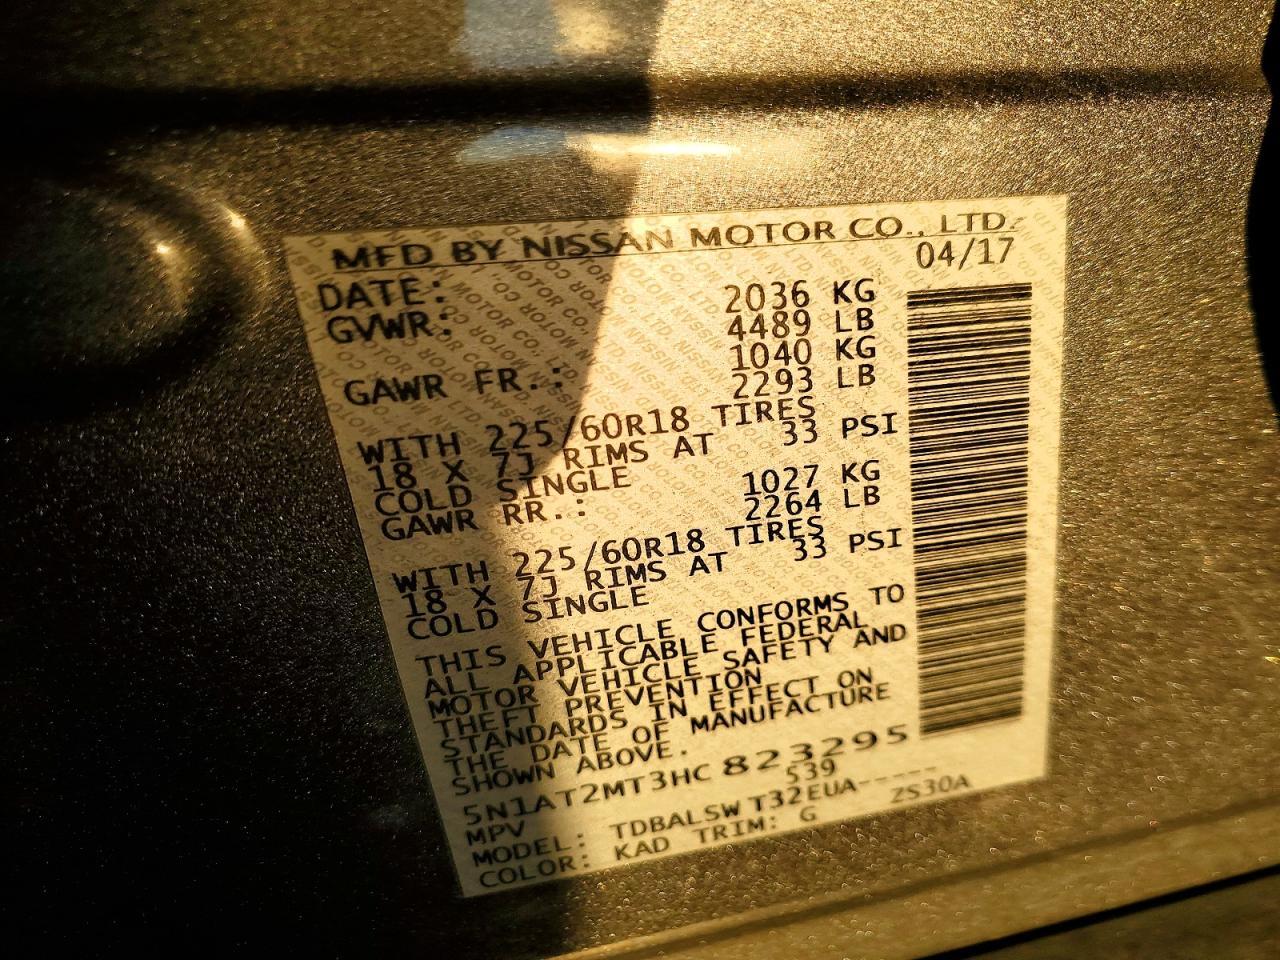 MFD BY NISSAN MOTOR CO., LTD.
DATE: 04/17
GVWR: 2036 KG
4489 LB
GAWR FR.: 1040 KG
2293 LB
WITH 225/60R18 TIRES
18 X 7J RIMS AT 33 PSI
COLD SINGLE
GAWR RR.: 1027 KG
2264 LB
WITH 225/60R18 TIRES
18 X 7J RIMS AT 33 PSI
COLD SINGLE
THIS VEHICLE CONFORMS TO
ALL APPLICABLE FEDERAL
MOTOR VEHICLE SAFETY AND
THEFT PREVENTION
STANDARDS IN EFFECT ON
THE DATE OF MANUFACTURE
SHOWN ABOVE.
5N1AT2MT3HC823295
MPV 539
MODEL: TDBALSWT32EUA-----
COLOR: KAD TRIM: G ZS30A